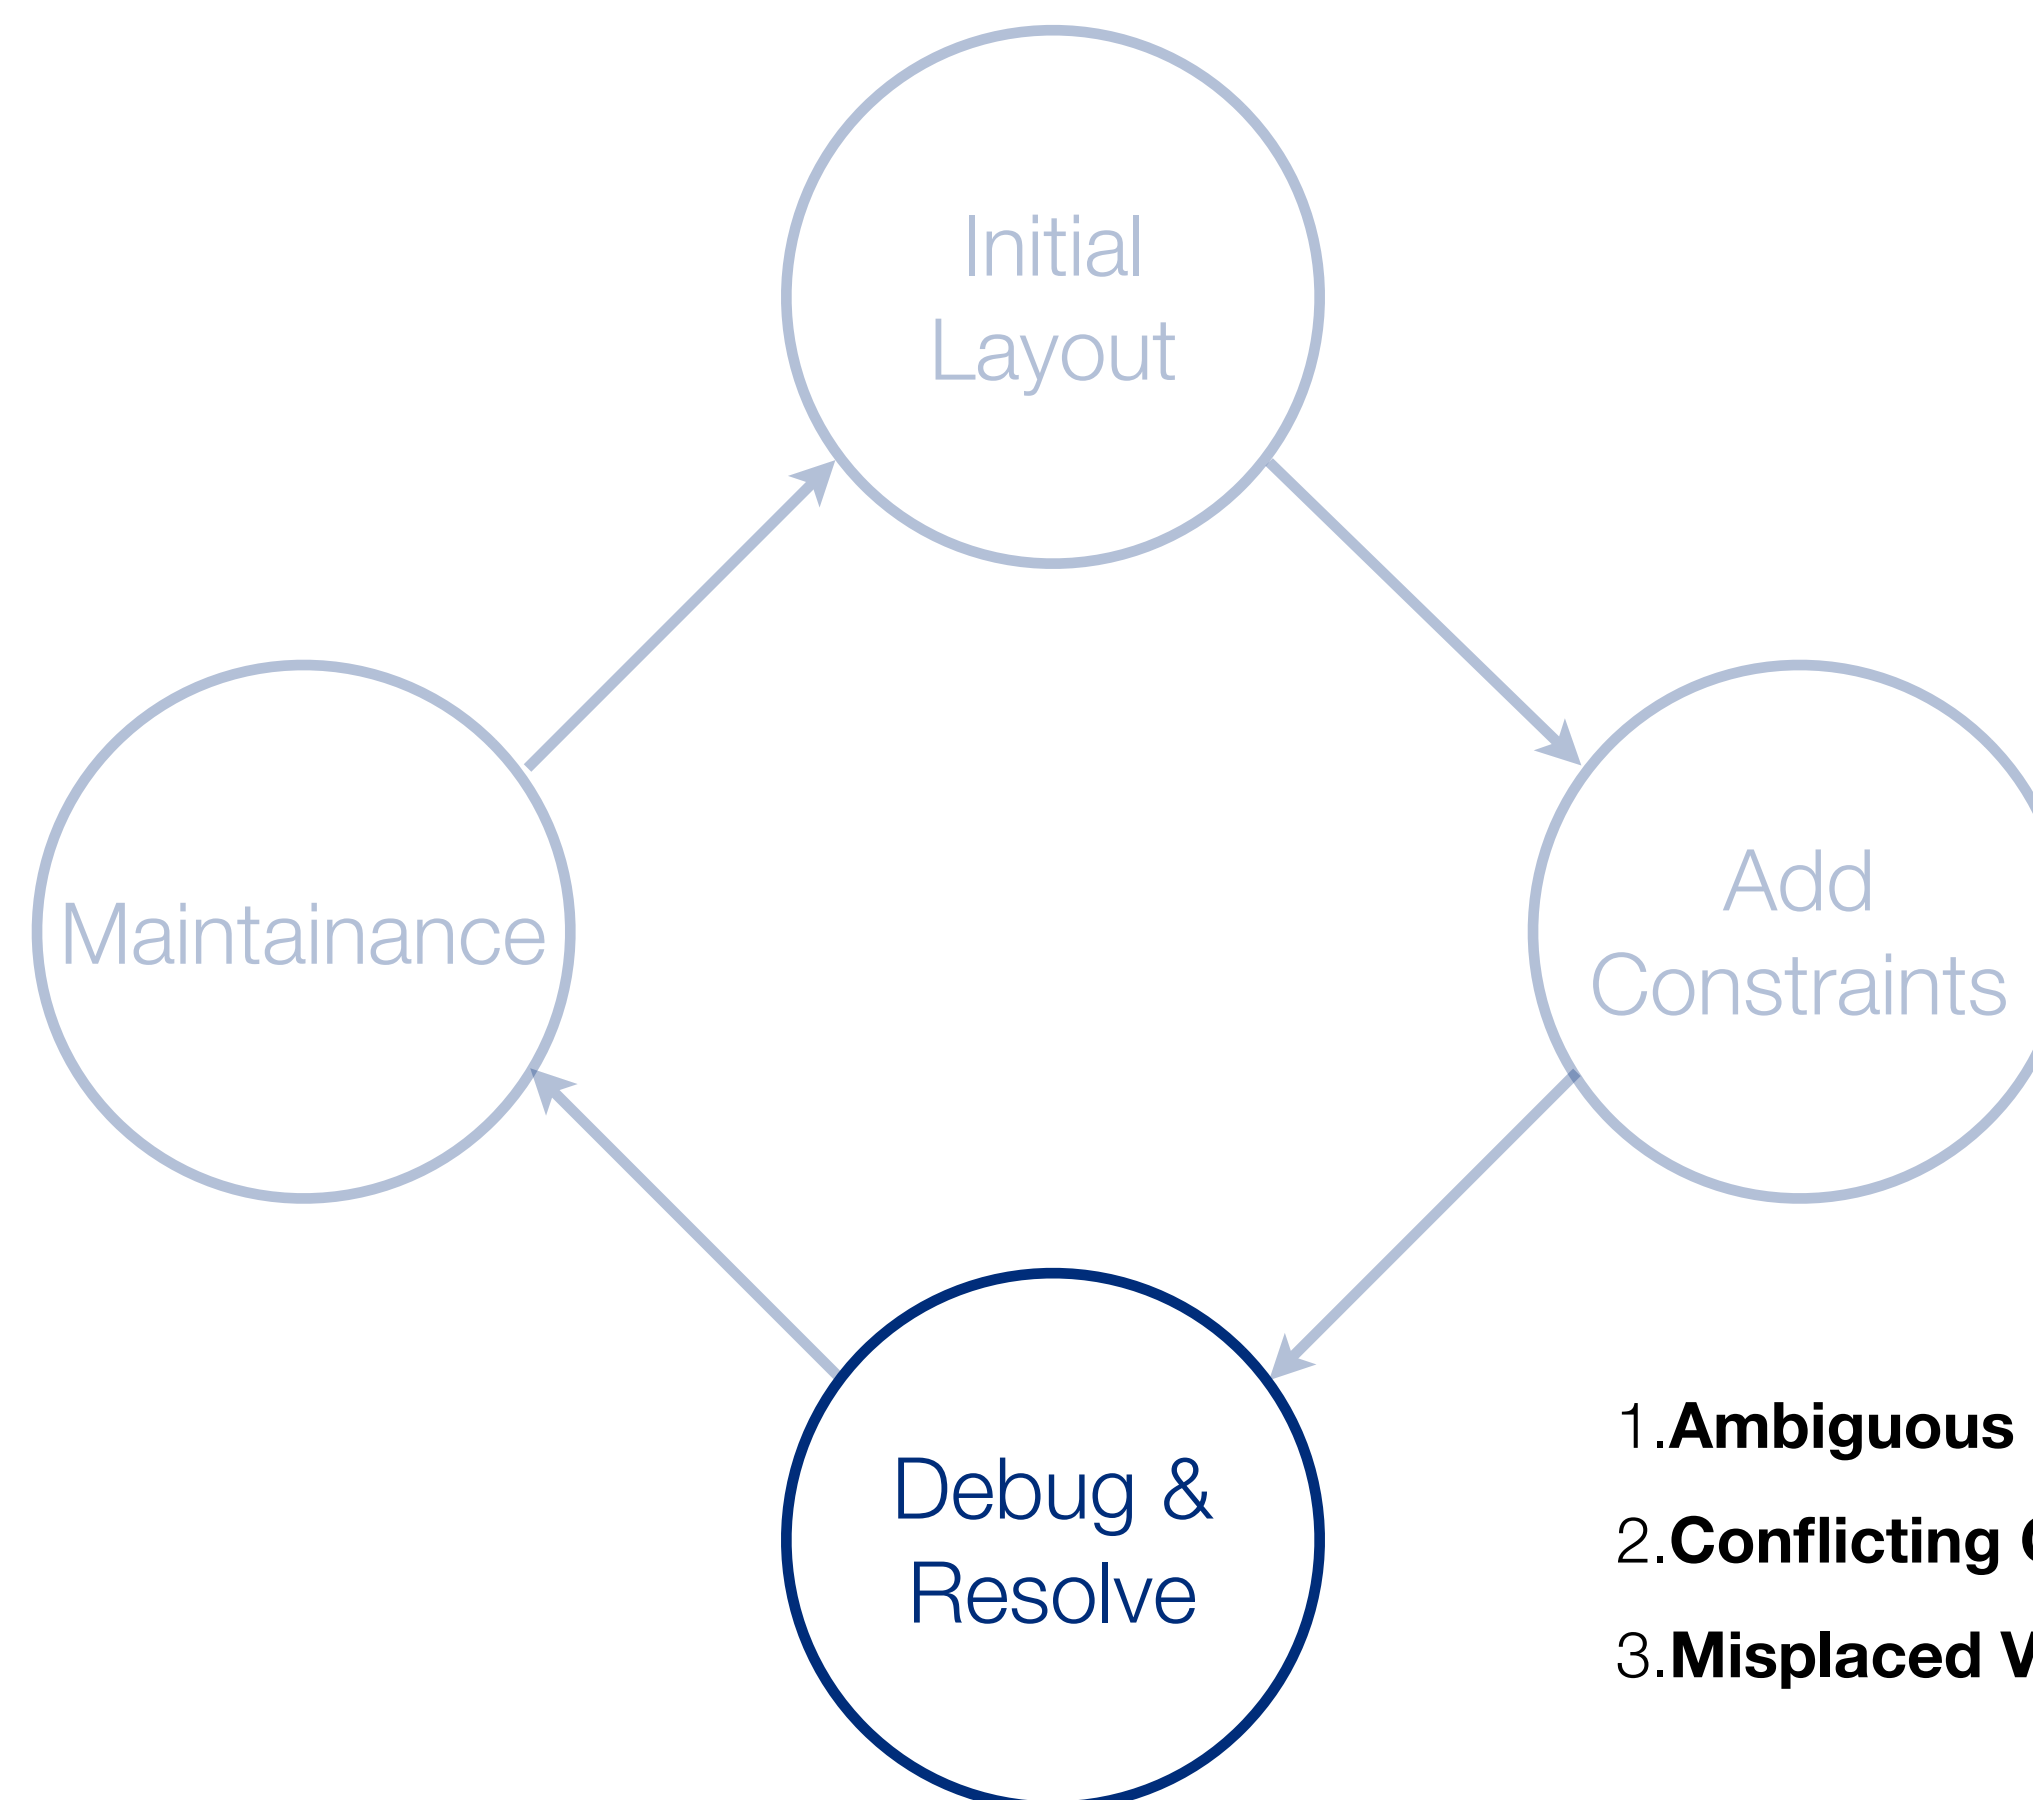 Initial
Layout
Maintainance
Add
Constraints
Debug &
Resolve
1.Ambiguous
2.Conflicting
3.Misplaced